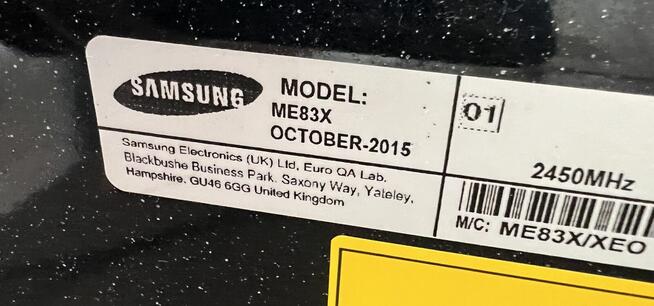 SAMSUNG
MODEL:
ME83X
OCTOBER-2015
Samsung Electronics (UK) Ltd, Euro QA Lab.
Blackbushe Business Park. Saxony Way, Yateley,
Hampshire. GU46 6GG United Kingdom
01
2450MHz
M/C: ME83X/XEO